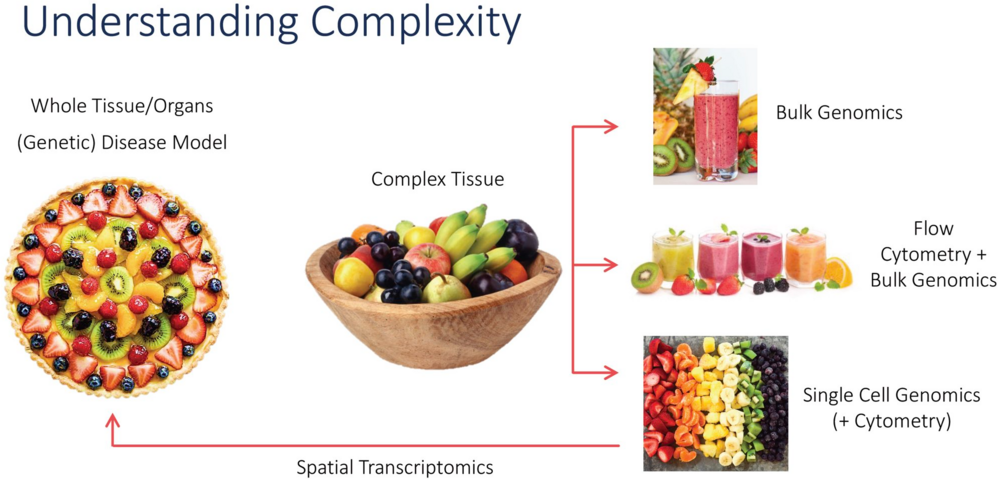 Understanding Complexity
Whole Tissue/Organs
(Genetic) Disease Model
Complex Tissue
Bulk Genomics
Flow
Cytometry +
Bulk Genomics
Single Cell Genomics
(+ Cytometry)
Spatial Transcriptomics